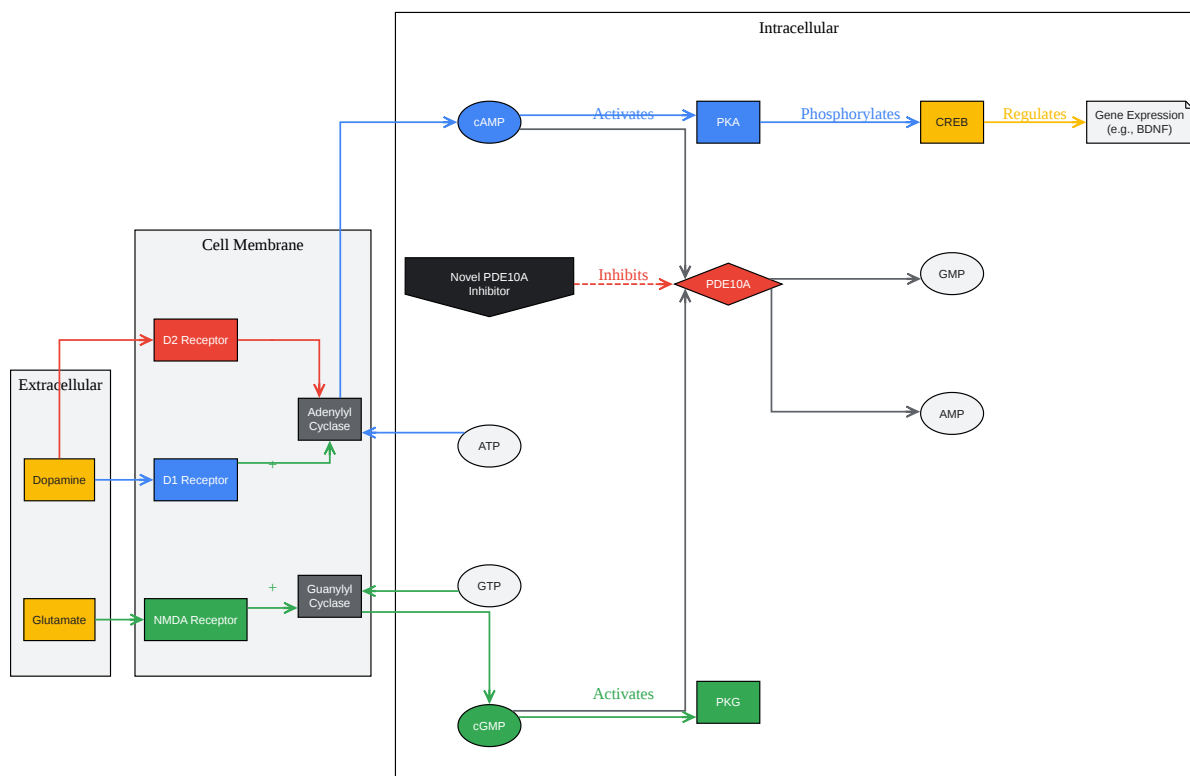 Intracellular
cAMP
Activates
PKA
Phosphorylates
CREB
Regulates
Gene Expression
(e.g., BDNF)
Cell Membrane
Novel PDE10A
Inhibitor
Inhibits
PDE10A
GMP
D2 Receptor
-
Extracellular
Adenylyl
Cyclase
AMP
ATP
Dopamine
D1 Receptor
+
Guanylyl
Cyclase
GTP
+
Glutamate
NMDA Receptor
Activates
PKG
cGMP